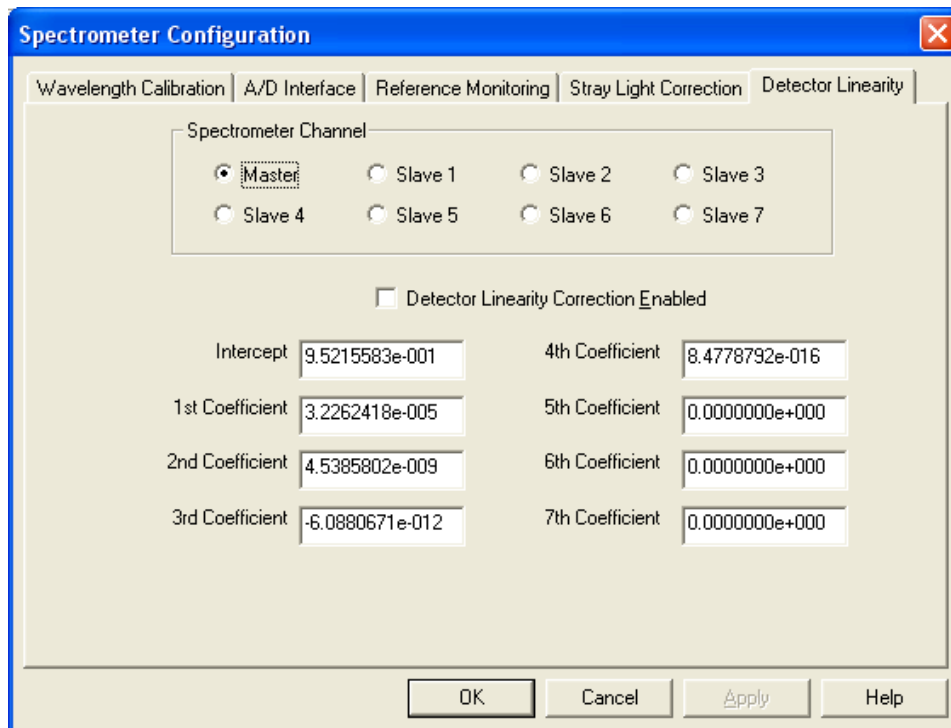 Spectrometer Configuration
Wavelength Calibration A/D Interface Reference Monitoring Stray Light Correction Detector Linearity
Spectrometer Channel
Master Slave 1 Slave 2 Slave 3
Slave 4 Slave 5 Slave 6 Slave 7
Detector Linearity Correction Enabled
Intercept 9.5215583e-001 4th Coefficient 8.4778792e-016
1st Coefficient 3.2262418e-005 5th Coefficient 0.0000000e+000
2nd Coefficient 4.5385802e-009 6th Coefficient 0.0000000e+000
3rd Coefficient -6.0880671e-012 7th Coefficient 0.0000000e+000
OK Cancel Apply Help